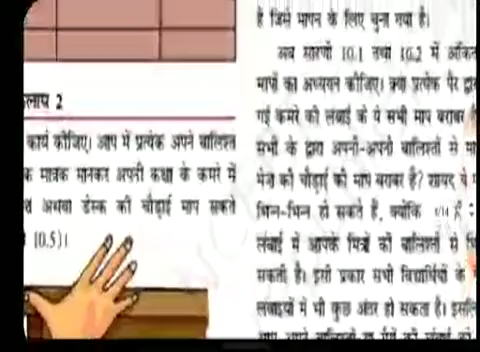 लाप 2
कार्य कीजिए। आप में प्रत्येक अपने बालिश्त
मात्रक मानकर अपनी कक्षा के कमरे में
अथवा डेस्क की चौड़ाई माप सकते
10.5)।
है जिसे मापन के लिए चुना गया है।
अब सारणी 10.1 तथा 10.2 में अंकित
मापों का अध्ययन कीजिए। क्या प्रत्येक पैर द्वारा
गई कमरे की लंबाई के ये सभी माप बराबर
सभी के द्वारा अपनी-अपनी बालिश्तों से
मेज की चौड़ाई की माप बराबर है? शायद ये
भिन्न-भिन्न हो सकते हैं, क्योंकि
लंबाई में आपके मित्रों की बालिश्तों से
सकती है। इसी प्रकार सभी विद्यार्थियों के
लंबाइयों में भी कुछ अंतर हो सकता है।